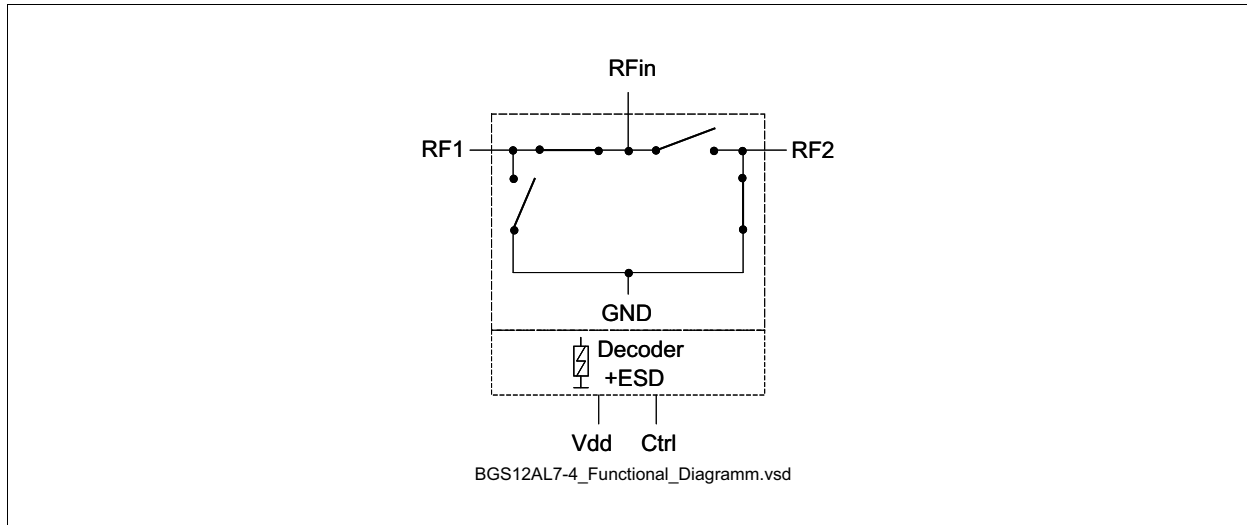 RFin
RF1
RF2
GND
Decoder
+ESD
Vdd Ctrl
BGS12AL7-4_Functional_Diagramm.vsd